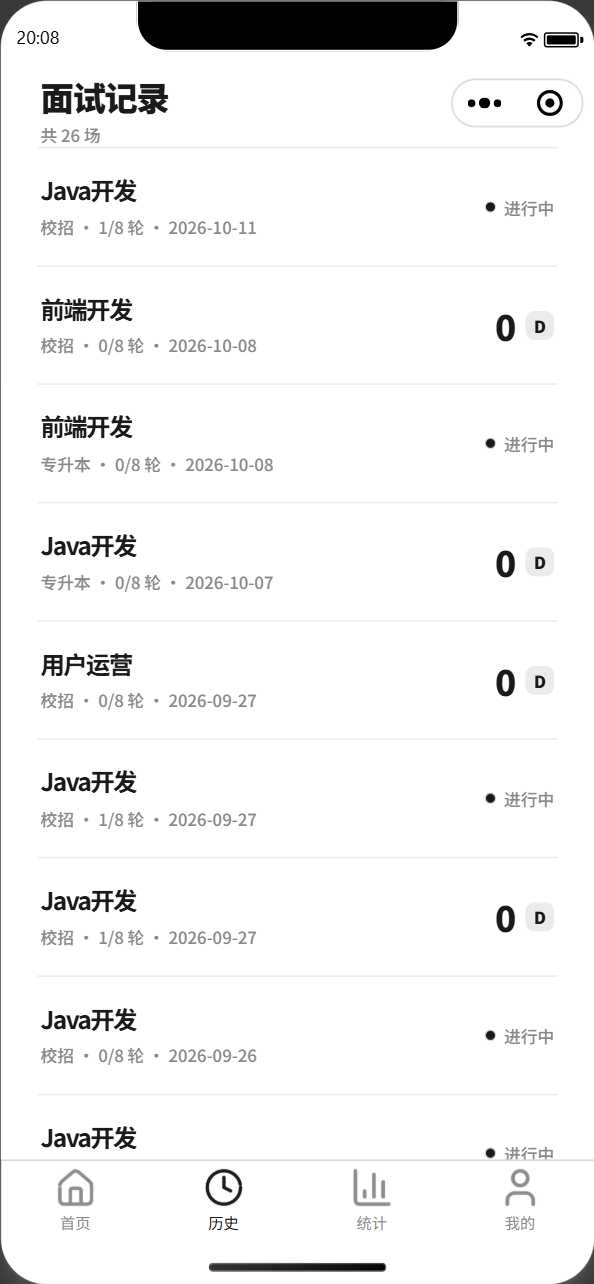 20:08
面试记录
共 26 场
Java开发
进行中
校招 · 1/8 轮 · 2026-10-11
前端开发
0 D
校招 · 0/8 轮 · 2026-10-08
前端开发
进行中
专升本 · 0/8 轮 · 2026-10-08
Java开发
0 D
专升本 · 0/8 轮 · 2026-10-07
用户运营
0 D
校招 · 0/8 轮 · 2026-09-27
Java开发
进行中
校招 · 1/8 轮 · 2026-09-27
Java开发
0 D
校招 · 1/8 轮 · 2026-09-27
Java开发
进行中
校招 · 0/8 轮 · 2026-09-26
Java开发
进行中
首页 历史 统计 我的